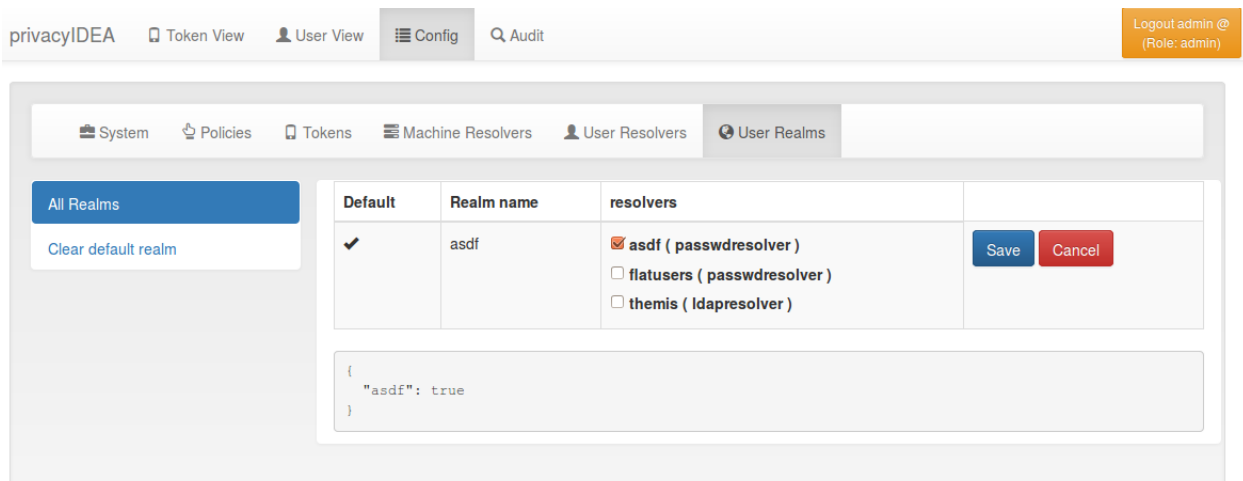 privacyIDEA Token View User View Config Audit Logout admin @
(Role: admin)
System Policies Tokens Machine Resolvers User Resolvers User Realms
All Realms
Clear default realm
Default Realm name resolvers
asdf asdf ( passwdresolver ) Save Cancel
flatusers ( passwdresolver )
themis ( ldapresolver )
{
"asdf": true
}